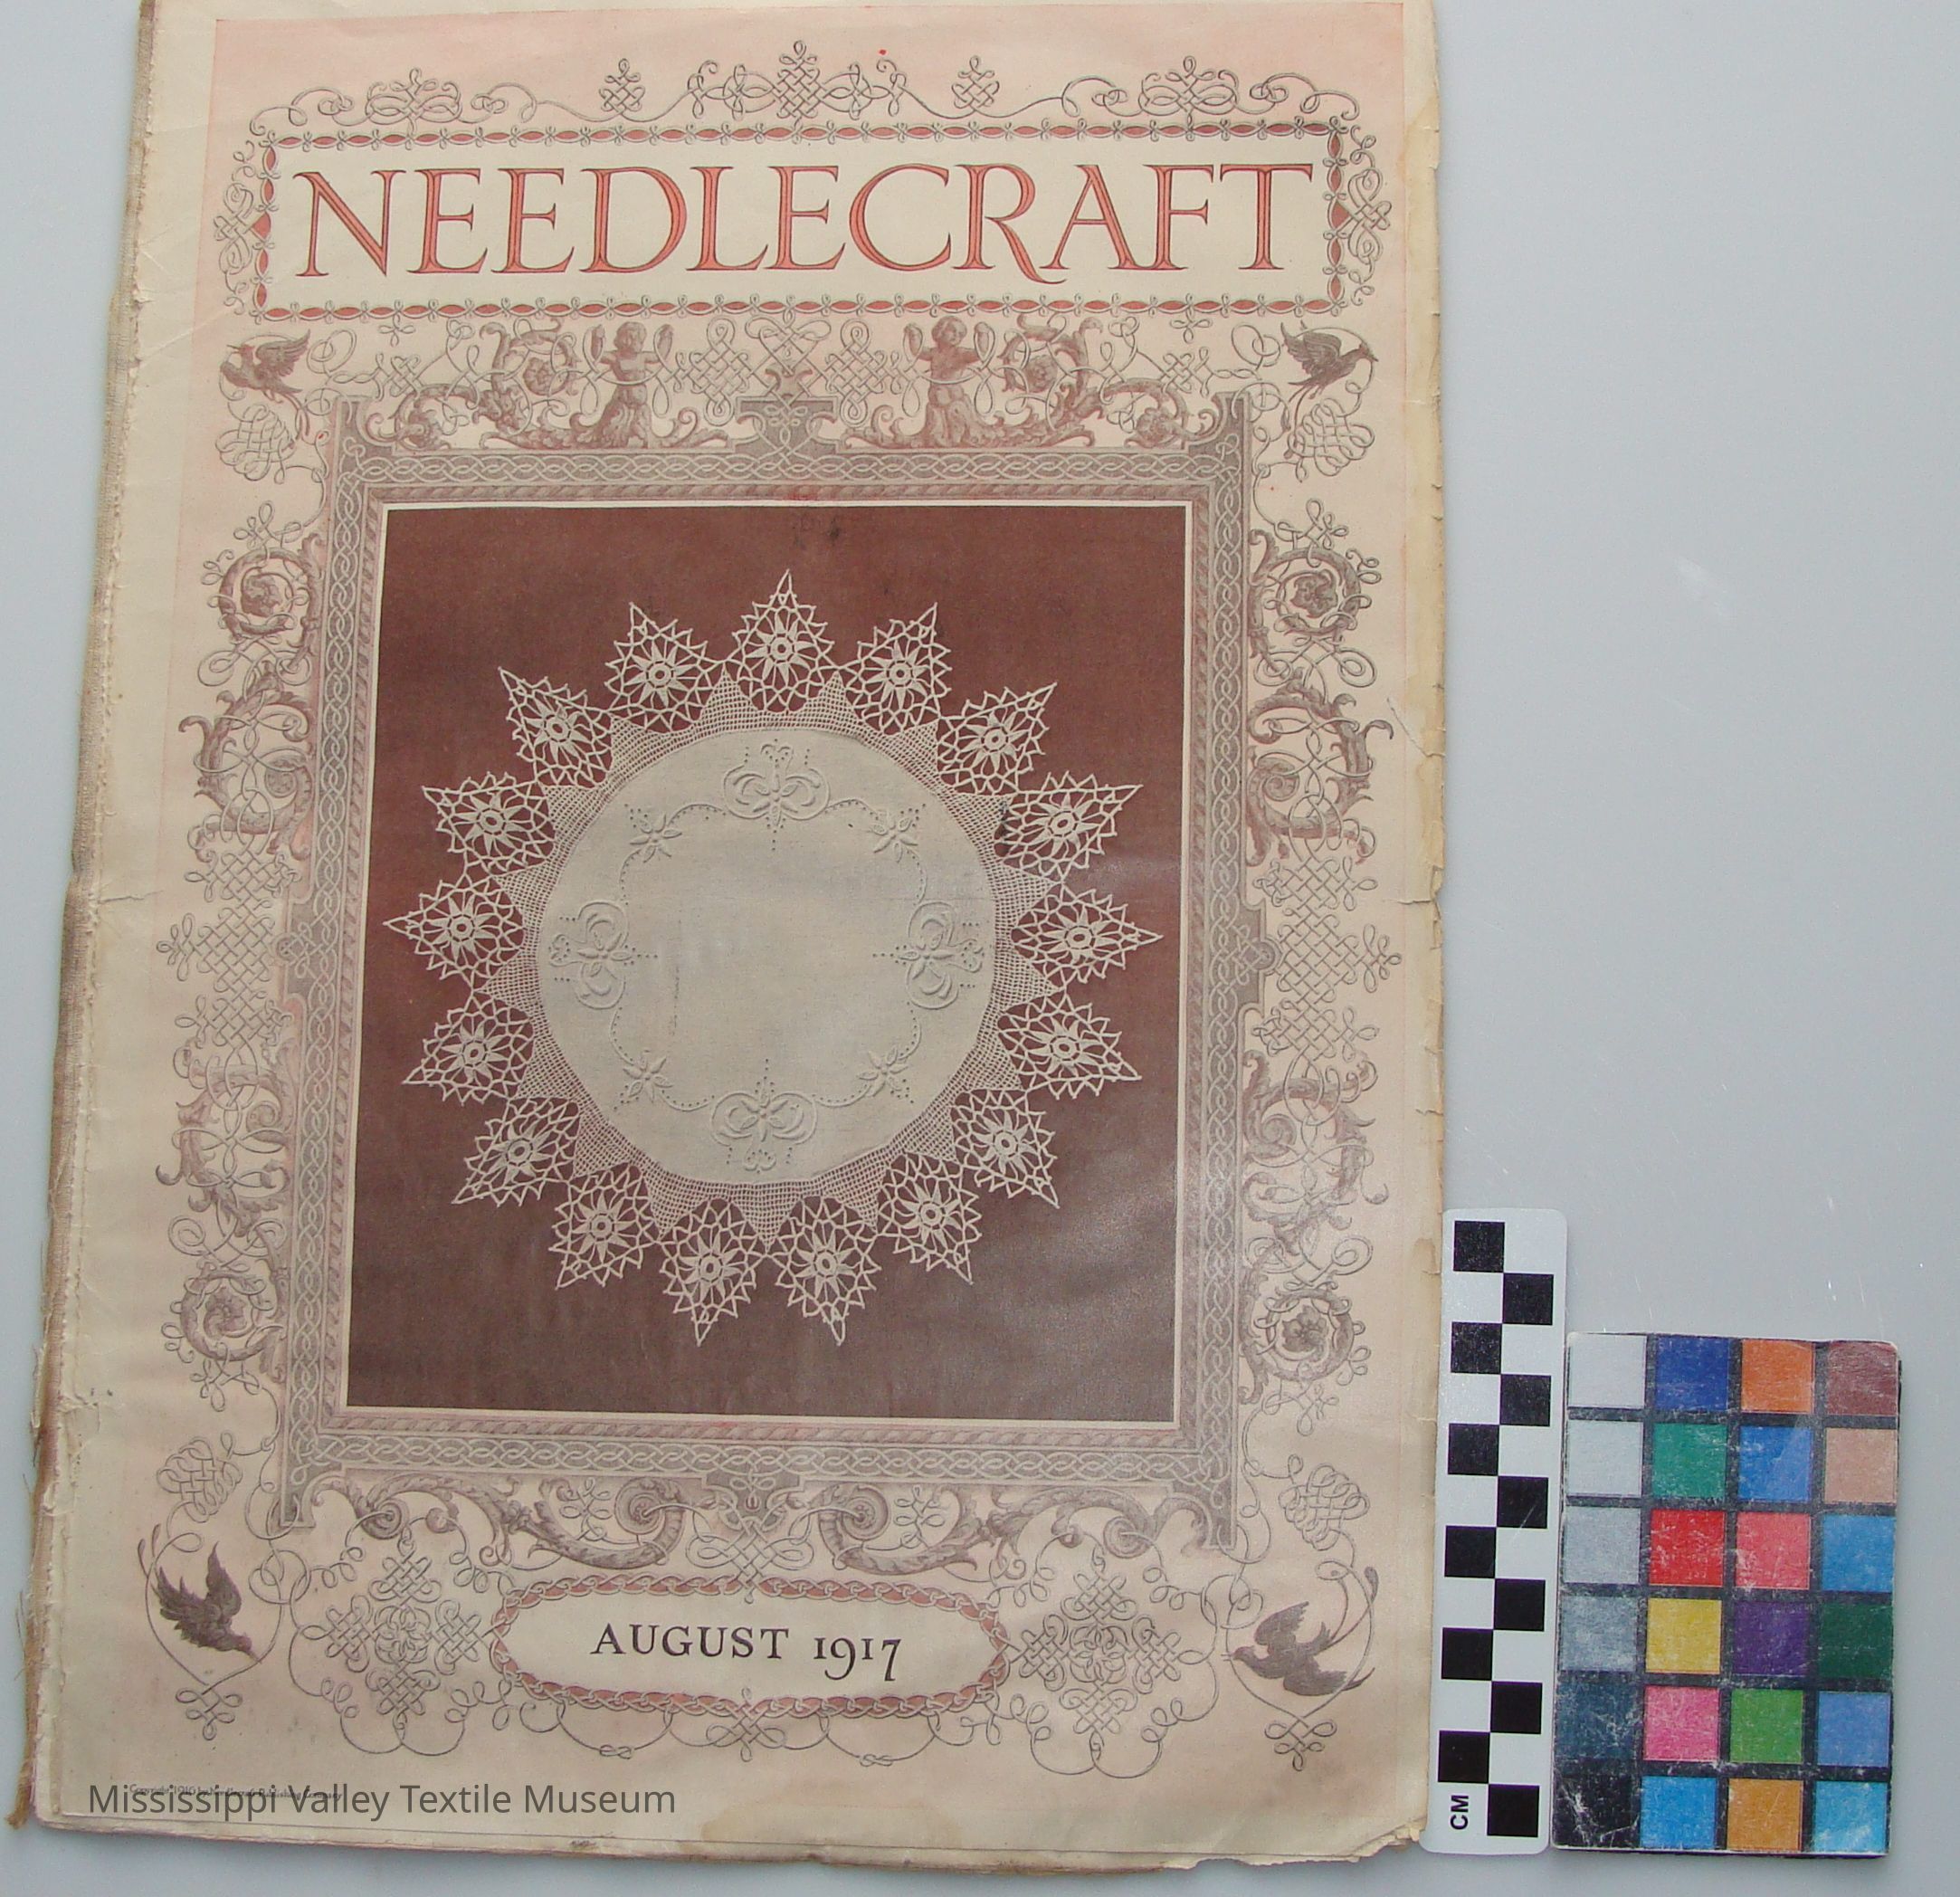 NEEDLECRAFT
AUGUST 1917
Mississippi Valley Textile Museum
CM